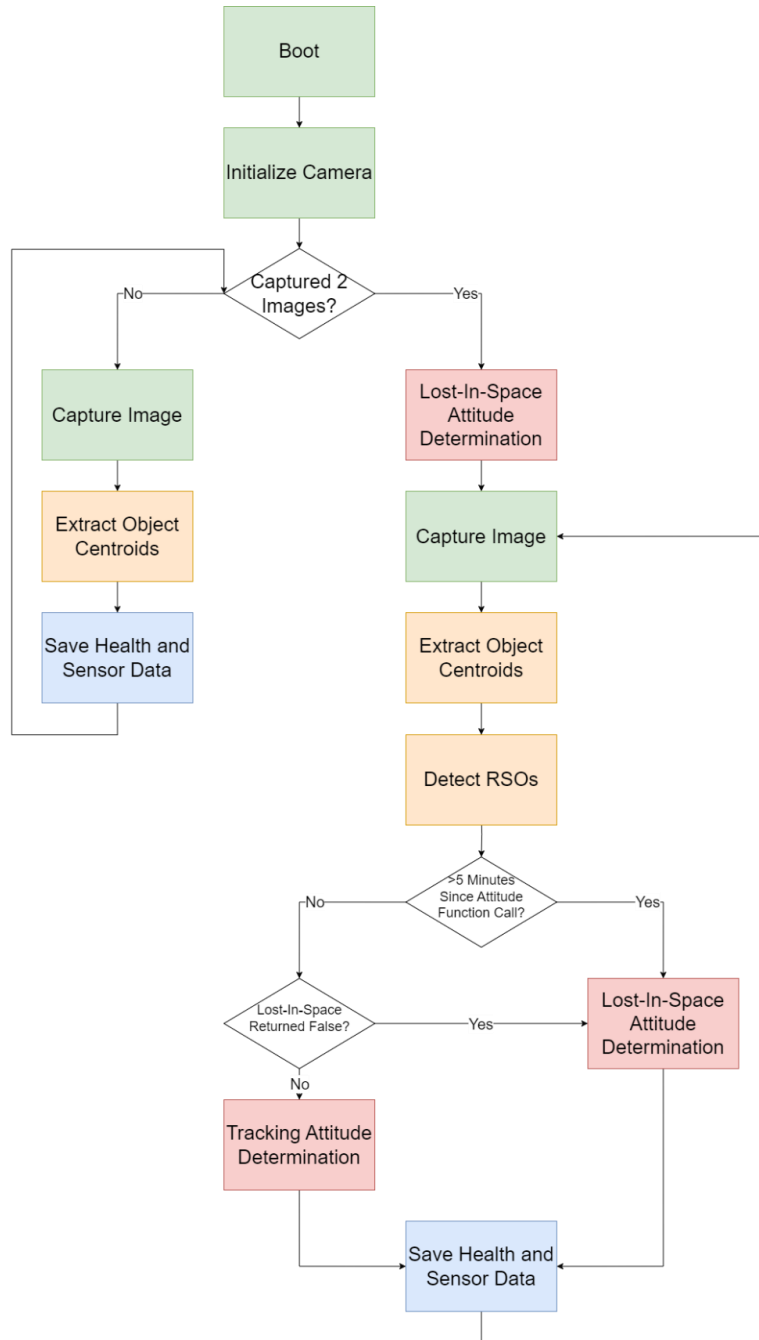 Boot
Initialize Camera
Captured 2
Images?
No
Yes
Capture Image
Lost-In-Space
Attitude
Determination
Extract Object
Centroids
Capture Image
Save Health and
Sensor Data
Extract Object
Centroids
Detect RSOs
>5 Minutes
Since Attitude
Function Call?
No
Yes
Lost-In-Space
Returned False?
Yes
Lost-In-Space
Attitude
Determination
No
Tracking Attitude
Determination
Save Health and
Sensor Data